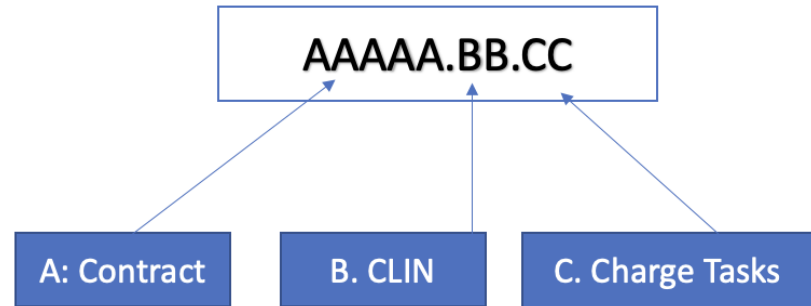 AAAAA.BB.CC
A: Contract
B. CLIN
C. Charge Tasks